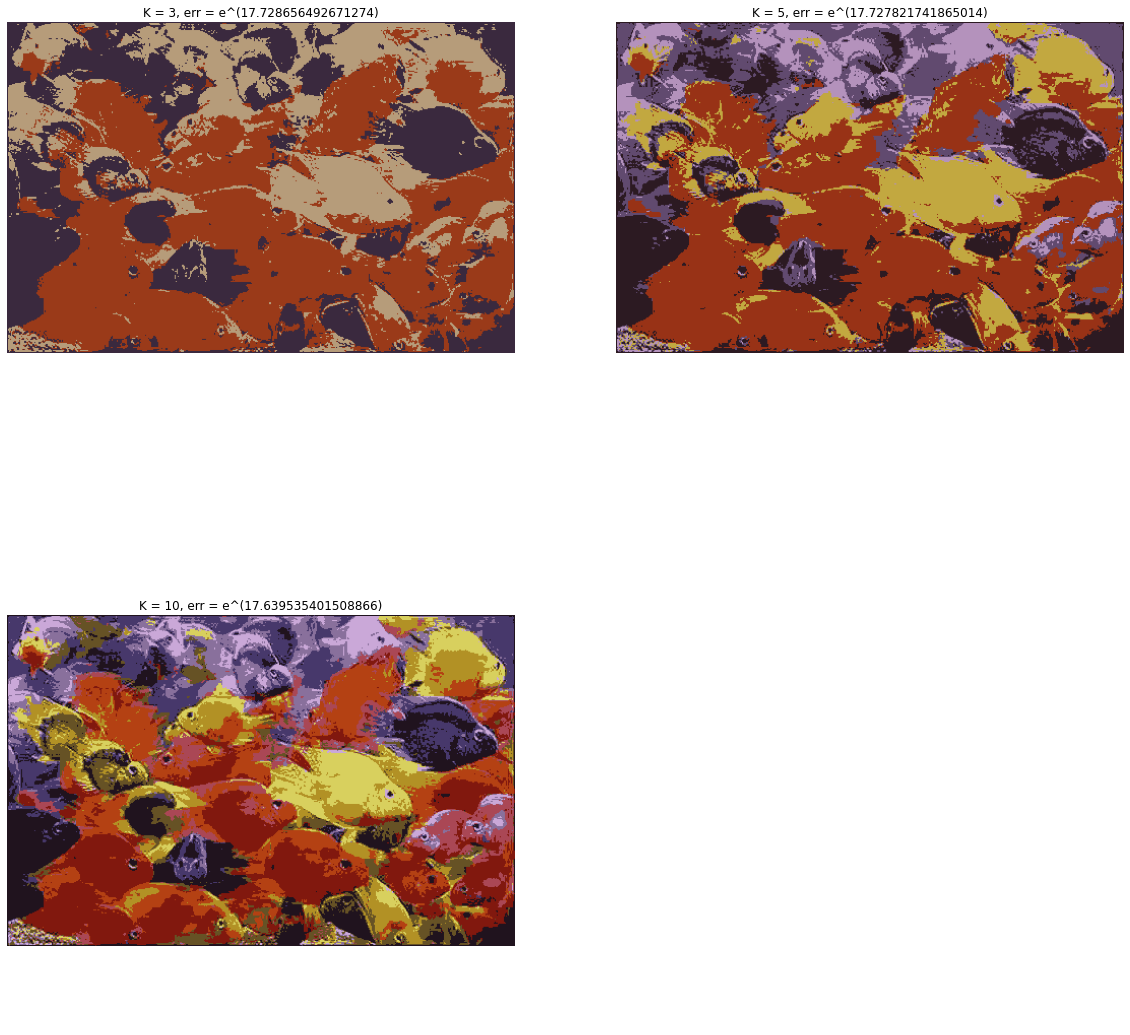 K = 3, err = e^(17.728656492671274)
K = 5, err = e^(17.727821741865014)
K = 10, err = e^(17.639535401508866)